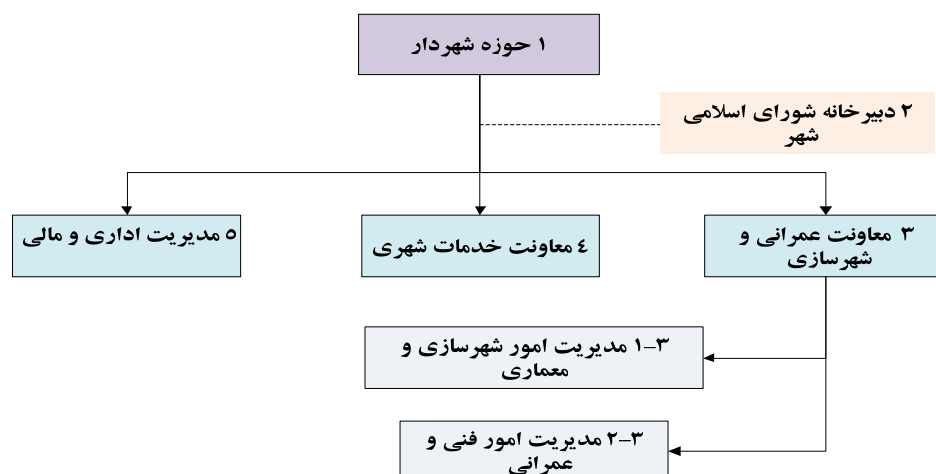 ۱ حوزه شهردار
۲ دبیرخانه شورای اسلامی
شهر
۳ معاونت عمرانی و
شهرسازی
٤ معاونت خدمات شهری
۵ مدیریت اداری و مالی
۱-۳ مدیریت امور شهرسازی و
معماری
۲-۳ مدیریت امور فنی و
عمرانی